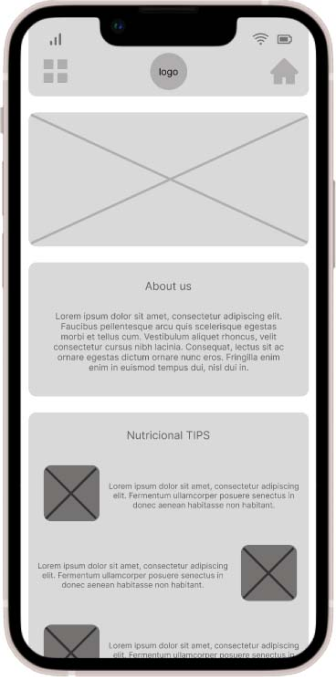 logo
About us
Lorem ipsum dolor sit amet, consectetur adipiscing elit.
Faucibus pellentesque arcu quis scelerisque egestas
morbi et tellus cum. Vestibulum aliquet rhoncus, velit
consectetur cursus nibh lacinia. Consequat, lectus sit ac
ornare egestas dictum ornare nunc eros. Fringilla enim
enim in euismod tempus dui, nisl dui in.
Nutricional TIPS
Lorem ipsum dolor sit amet, consectetur adipiscing
elit. Fermentum ullamcorper posuere senectus in
donec aenean habitasse non habitant.
Lorem ipsum dolor sit amet, consectetur adipiscing
elit. Fermentum ullamcorper posuere senectus in
donec aenean habitasse non habitant.
Lorem ipsum dolor sit amet, consectetur adipiscing
elit. Fermentum ullamcorper posuere senectus in